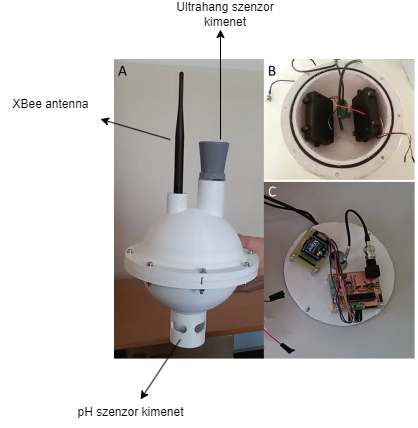 Ultrahang szenzor
kimenet
A
B
XBee antenna
C
pH szenzor kimenet